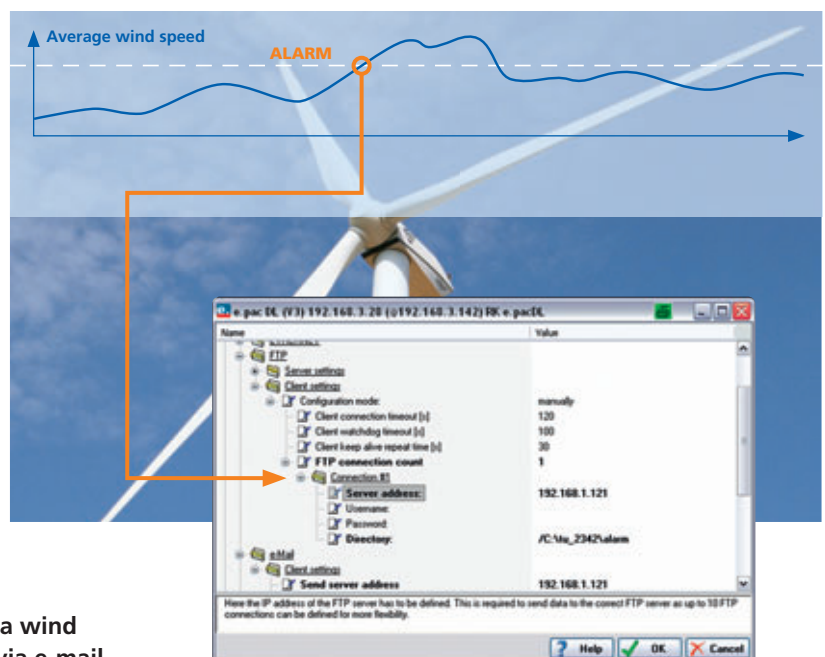 Average wind speed
ALARM
e.pac DL (V3) 192.168.3.28 (@192.168.3.142) RK e.pacDL
Name Value
FTP
Server settings
Client settings
Configuration mode: manually
Client connection timeout [s] 120
Client watchdog timeout [s] 100
Client keep alive repeat time [s] 30
FTP connection count 1
Connection #1
Server address: 192.168.1.121
Username:
Password:
Directory:
eMail
Client settings
Send server address 192.168.1.121
Here the IP address of the FTP server has to be defined. This is required to send data to the correct FTP server as up to 10 FTP
connections can be defined for more flexibility.
? Help OK Cancel
a wind
via e-mail